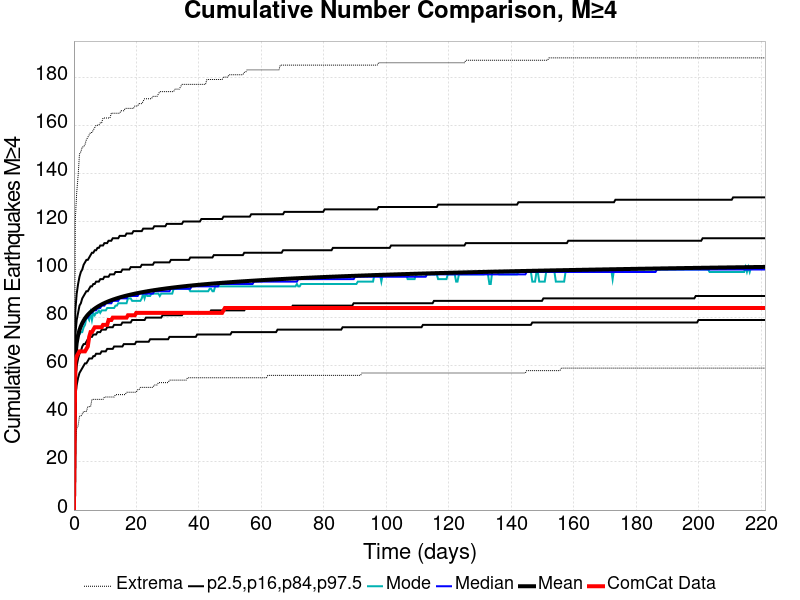 Cumulative Number Comparison, M≥4
Cumulative Num Earthquakes M≥4
180
160
140
120
100
80
60
40
20
0
0 20 40 60 80 100 120 140 160 180 200 220
Time (days)
Extrema p2.5,p16,p84,p97.5 Mode Median Mean ComCat Data